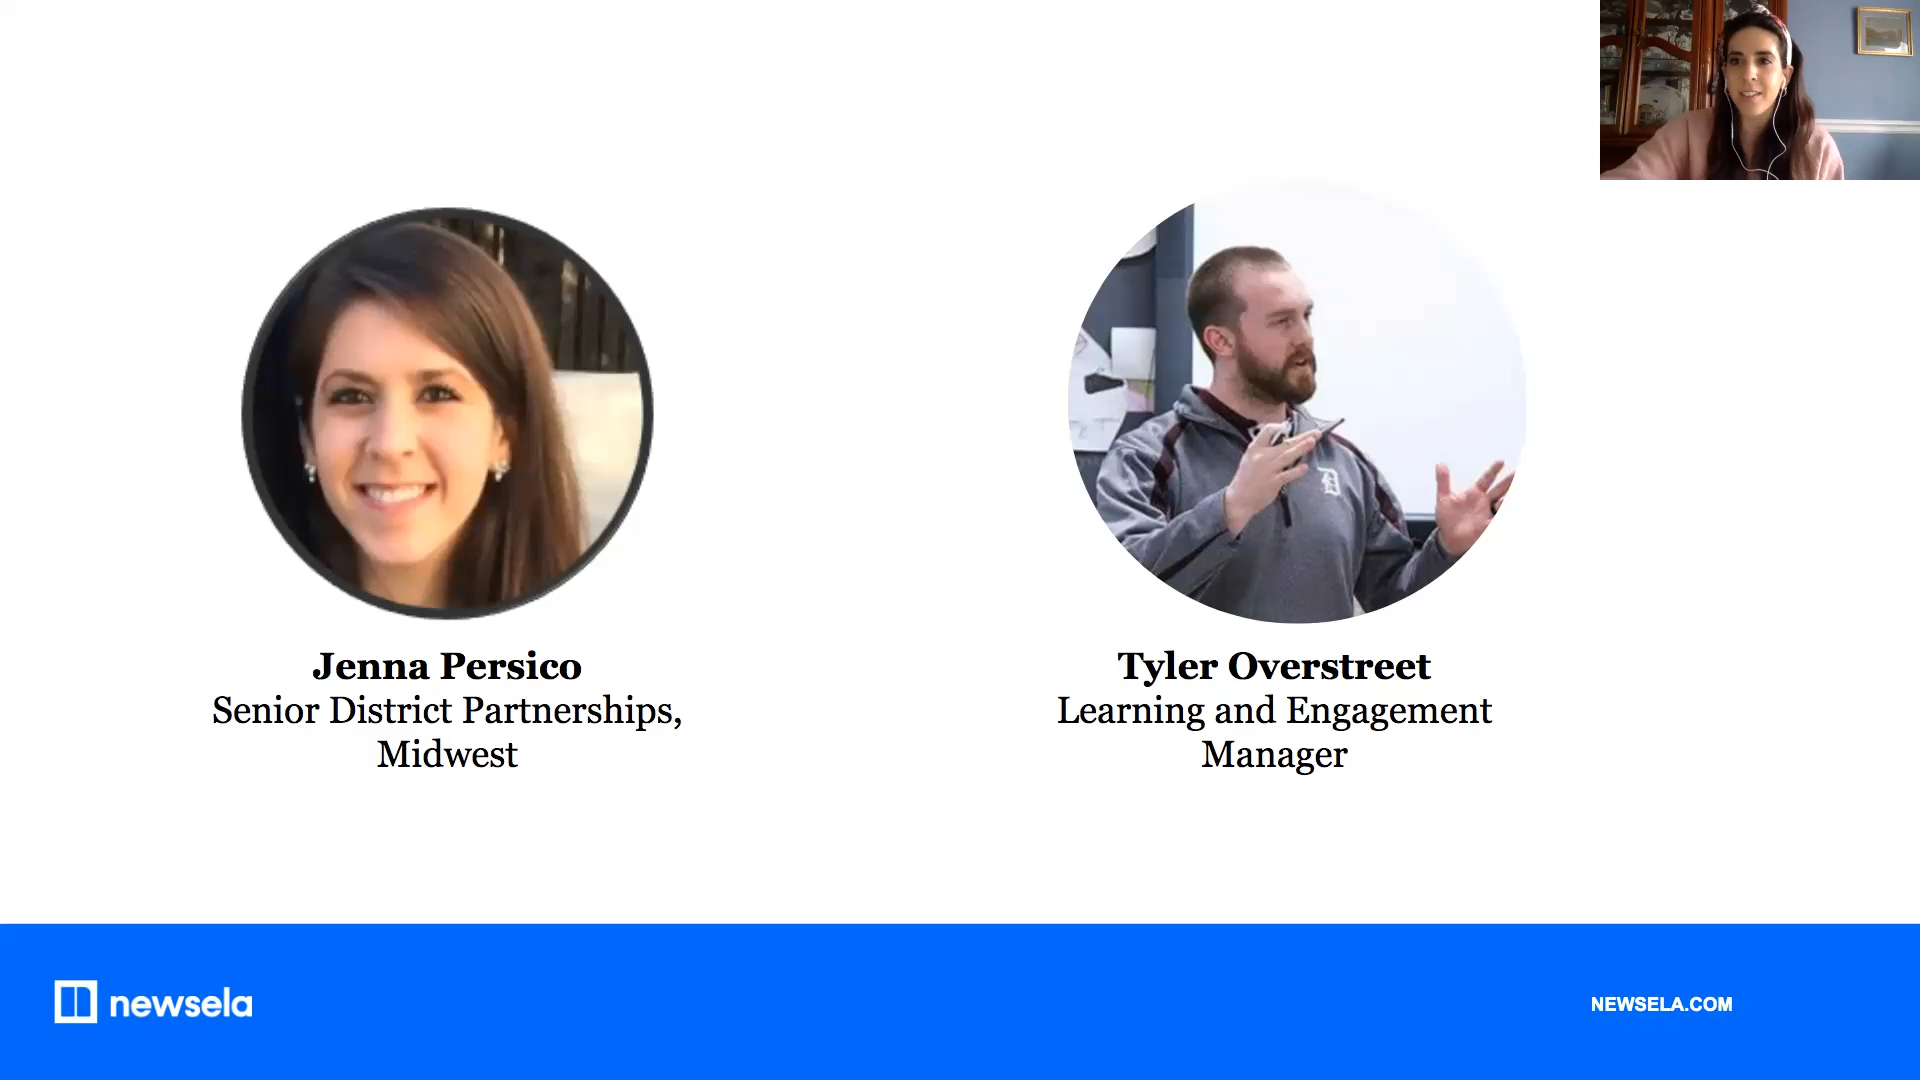 Jenna Persico
Senior District Partnerships,
Midwest
Tyler Overstreet
Learning and Engagement
Manager
newsela
NEWSELA.COM